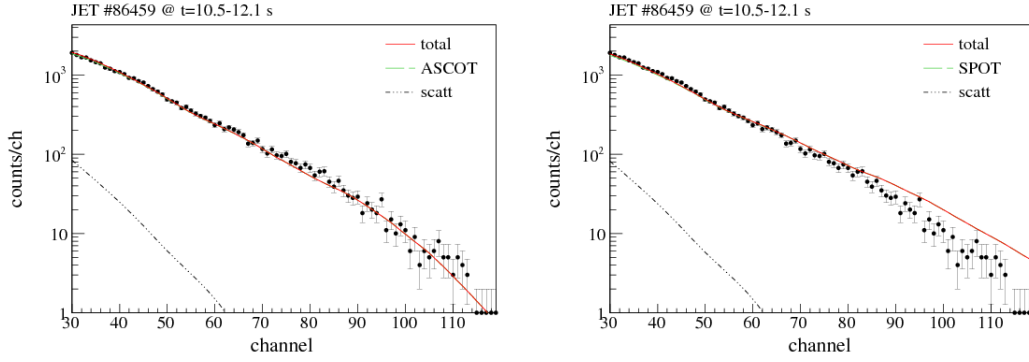 JET #86459 @ t=10.5-12.1 s
counts/ch
10³
10²
10
1
total
ASCOT
scatt
30 40 50 60 70 80 90 100 110
channel
JET #86459 @ t=10.5-12.1 s
counts/ch
10³
10²
10
1
total
SPOT
scatt
30 40 50 60 70 80 90 100 110
channel